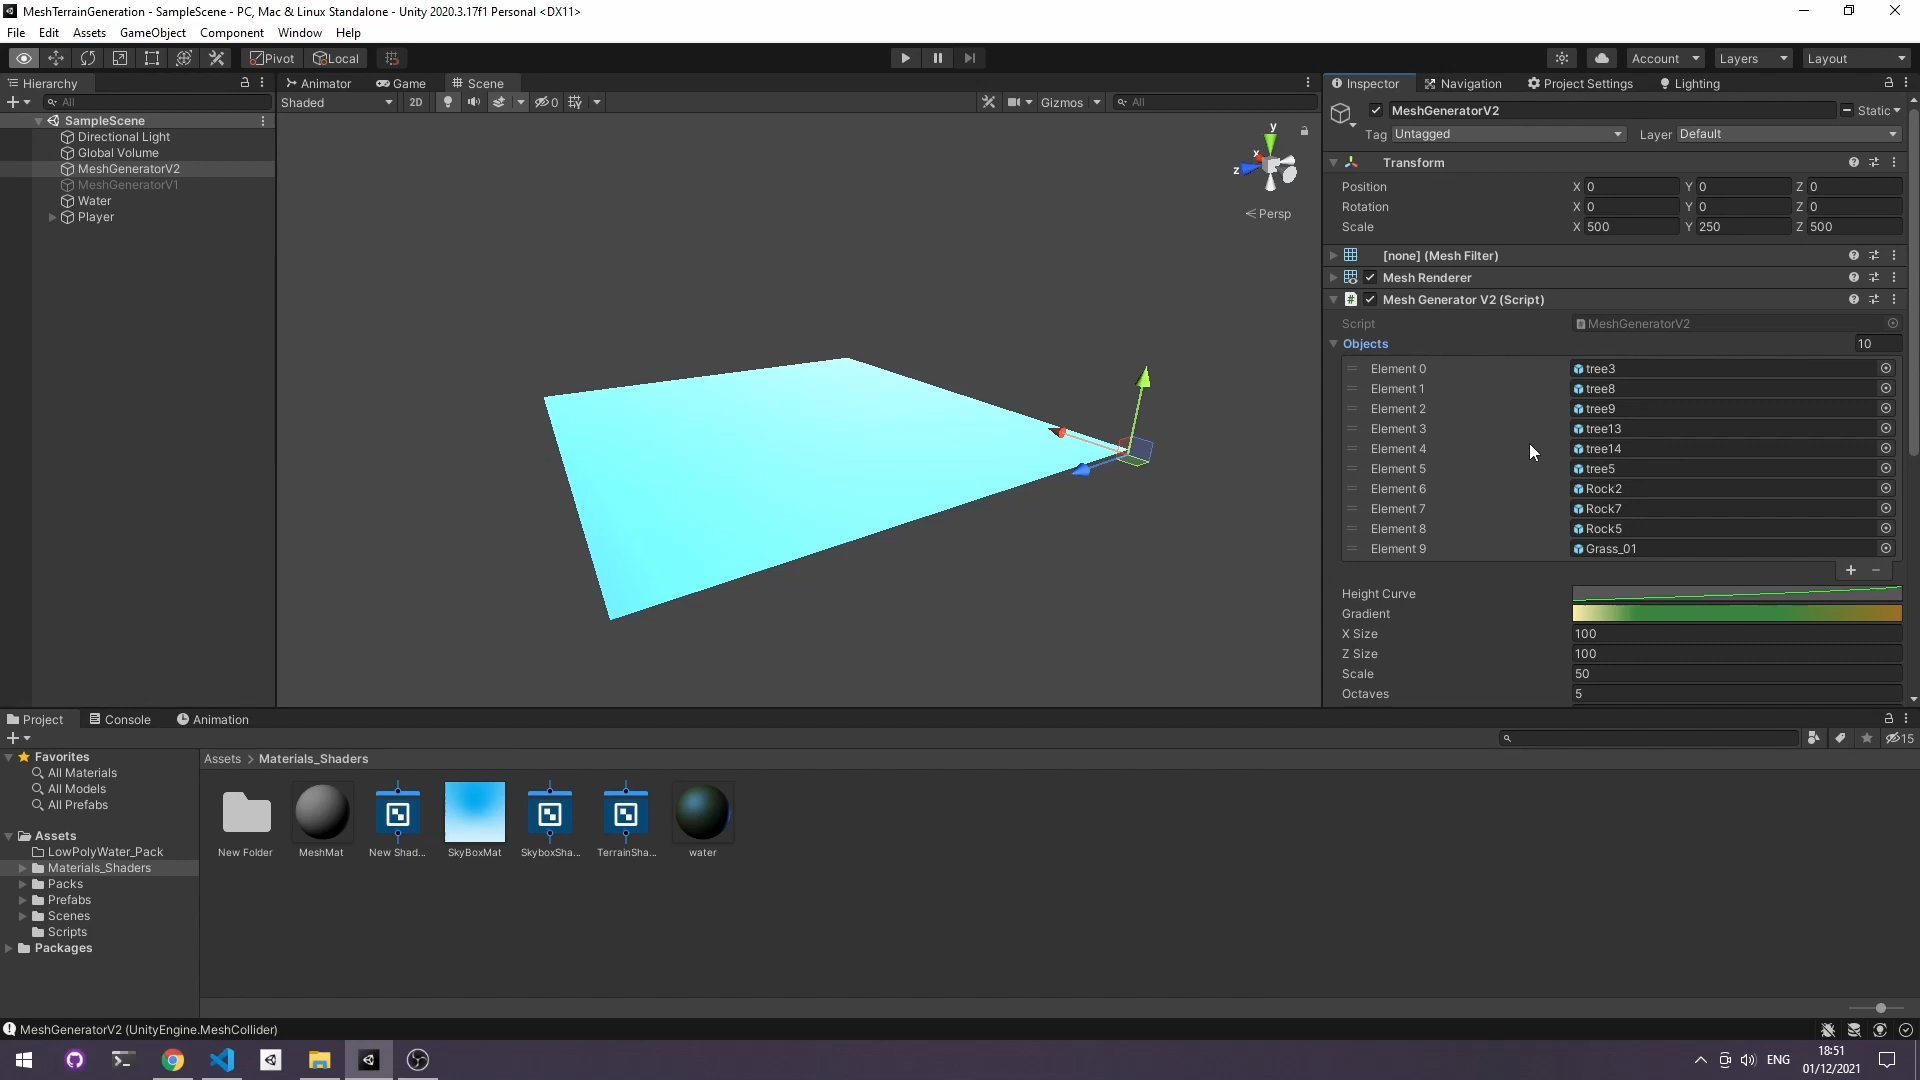 MeshTerrainGeneration - SampleScene - PC, Mac & Linux Standalone - Unity 2020.3.17f1 Personal <DX11>
File Edit Assets GameObject Component Window Help
Pivot Local Account Layers Layout
Hierarchy
All
SampleScene
Directional Light
Global Volume
MeshGeneratorV2
MeshGeneratorV1
Water
Player
Animator Game Scene
Shaded 2D 0 Gizmos All
y
x
z
Persp
Inspector Navigation Project Settings Lighting
MeshGeneratorV2 Static
Tag Untagged Layer Default
Transform
Position X 0 Y 0 Z 0
Rotation X 0 Y 0 Z 0
Scale X 500 Y 250 Z 500
[none] (Mesh Filter)
Mesh Renderer
# Mesh Generator V2 (Script)
Script MeshGeneratorV2
Objects 10
Element 0 tree3
Element 1 tree8
Element 2 tree9
Element 3 tree13
Element 4 tree14
Element 5 tree5
Element 6 Rock2
Element 7 Rock7
Element 8 Rock5
Element 9 Grass_01
Height Curve
Gradient
X Size 100
Z Size 100
Scale 50
Octaves 5
Project Console Animation
15
Favorites
All Materials
All Models
All Prefabs
Assets
LowPolyWater_Pack
Materials_Shaders
Packs
Prefabs
Scenes
Scripts
Packages
Assets > Materials_Shaders
New Folder MeshMat New Shad... SkyBoxMat SkyboxSha... TerrainSha... water
MeshGeneratorV2 (UnityEngine.MeshCollider)
ENG
18:51
01/12/2021